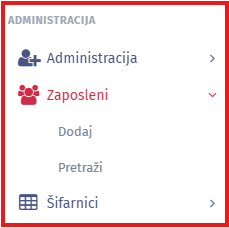 ADMINISTRACIJA
Administracija
Zaposleni
Dodaj
Pretraži
Šifarnici